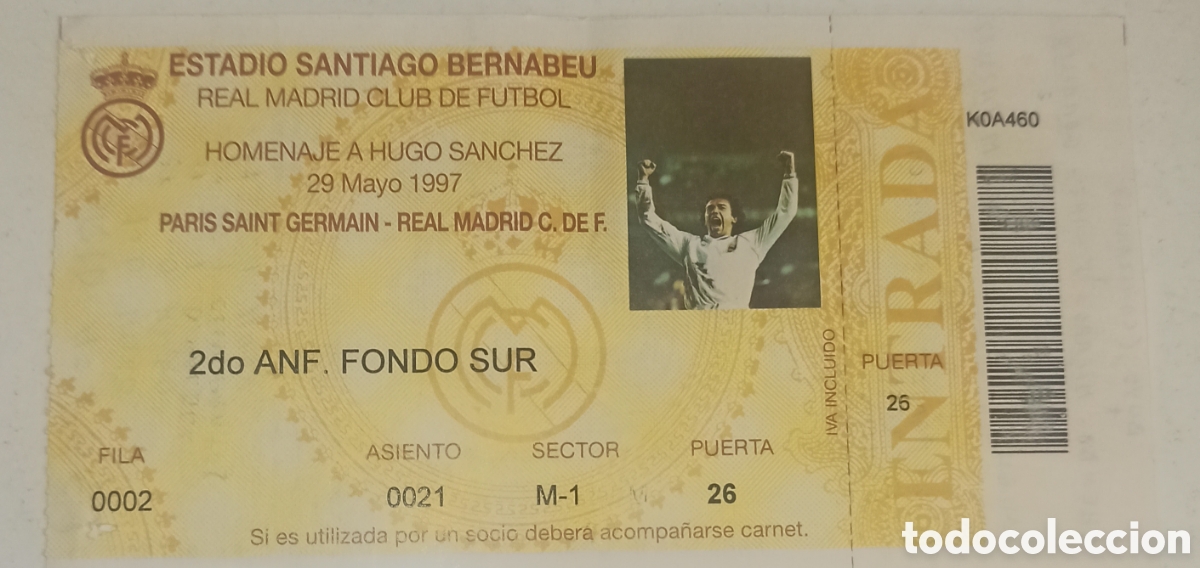 ESTADIO SANTIAGO BERNABEU
REAL MADRID CLUB DE FUTBOL
HOMENAJE A HUGO SANCHEZ
29 Mayo 1997
PARIS SAINT GERMAIN - REAL MADRID C. DE F.
2do ANF. FONDO SUR
FILA ASIENTO SECTOR PUERTA
0002 0021 M-1 26
Si es utilizada por un socio deberá acompañarse carnet.
IVA INCLUIDO
PUERTA
26
ENTRADA
K0A460
todocoleccion